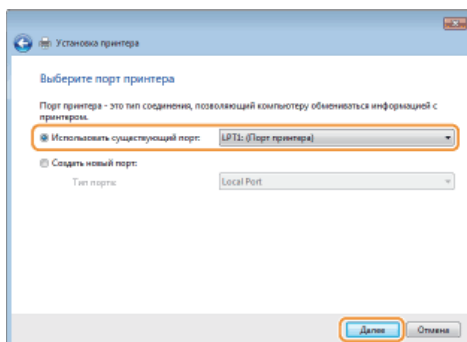 Установка принтера
Выберите порт принтера
Порт принтера - это тип соединения, позволяющий компьютеру обмениваться информацией с
принтером.
Использовать существующий порт: LPT1: (Порт принтера)
Создать новый порт:
Тип порта: Local Port
Далее Отмена